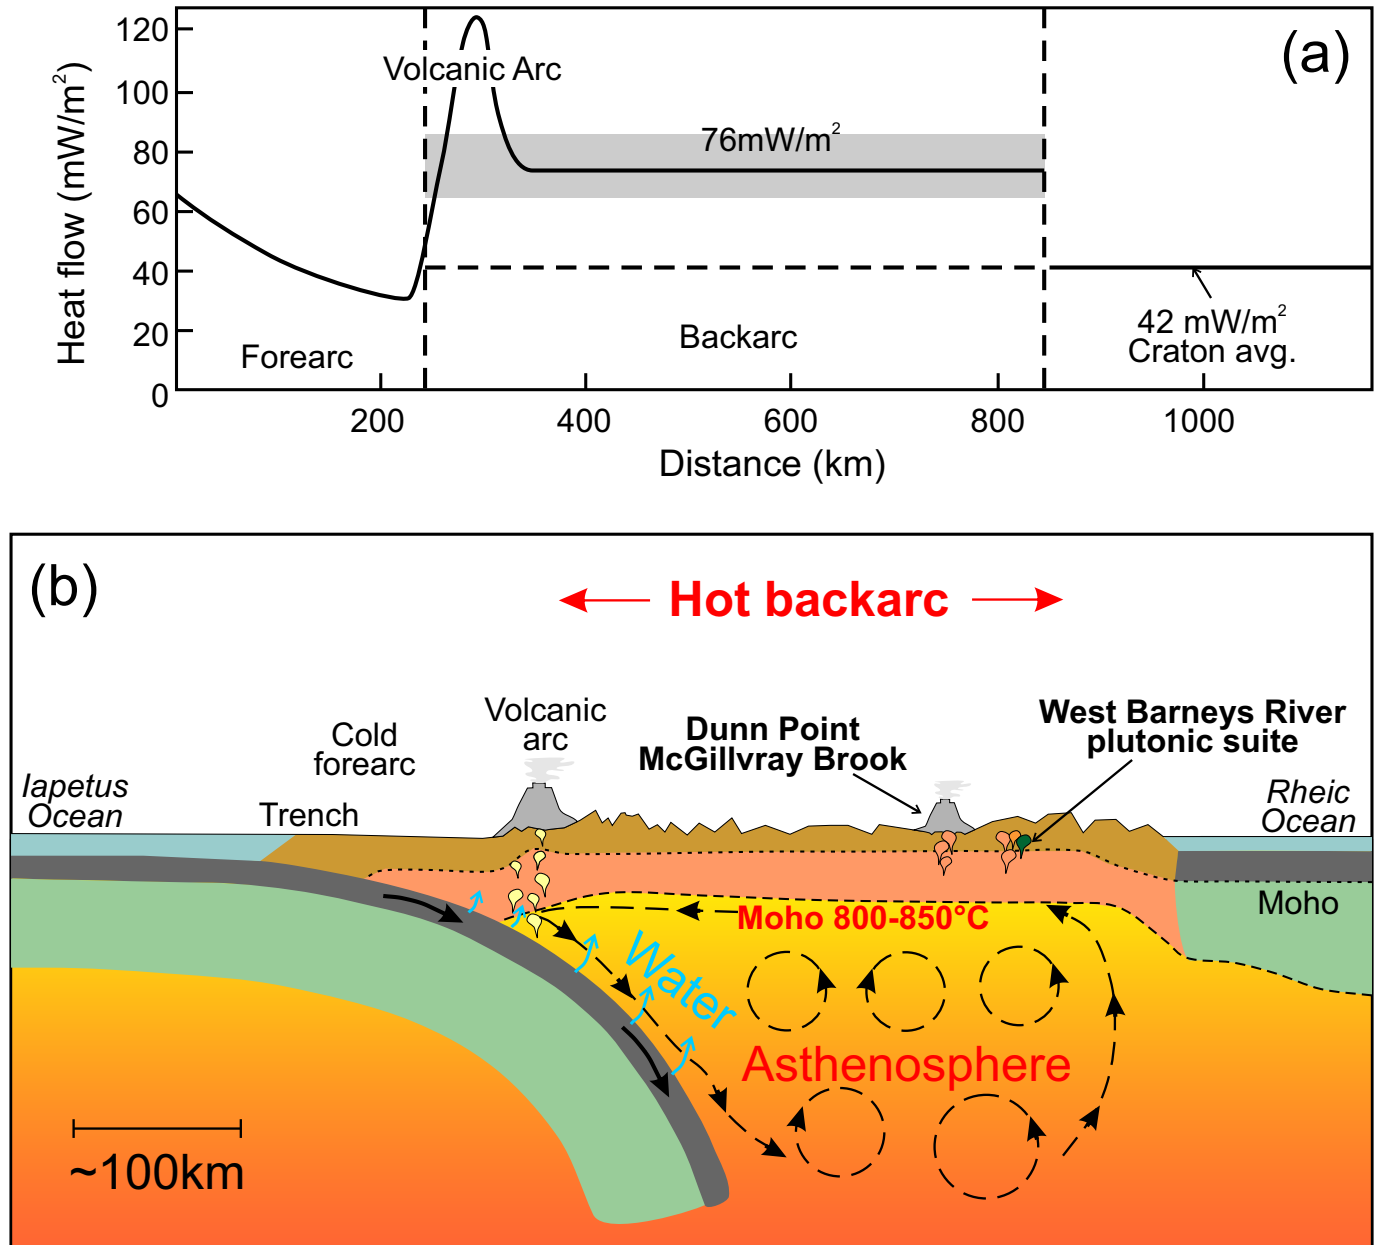 (a)
Heat flow (mW/m²)
120
100
80
60
40
20
0
Volcanic Arc
76mW/m²
42 mW/m²
Craton avg.
Forearc
Backarc
200
400
600
800
1000
Distance (km)
(b)
Hot backarc
Iapetus
Ocean
Trench
Cold
forearc
Volcanic
arc
Dunn Point
McGillvray Brook
West Barneys River
plutonic suite
Rheic
Ocean
Moho
Moho 800-850°C
Water
Asthenosphere
~100km